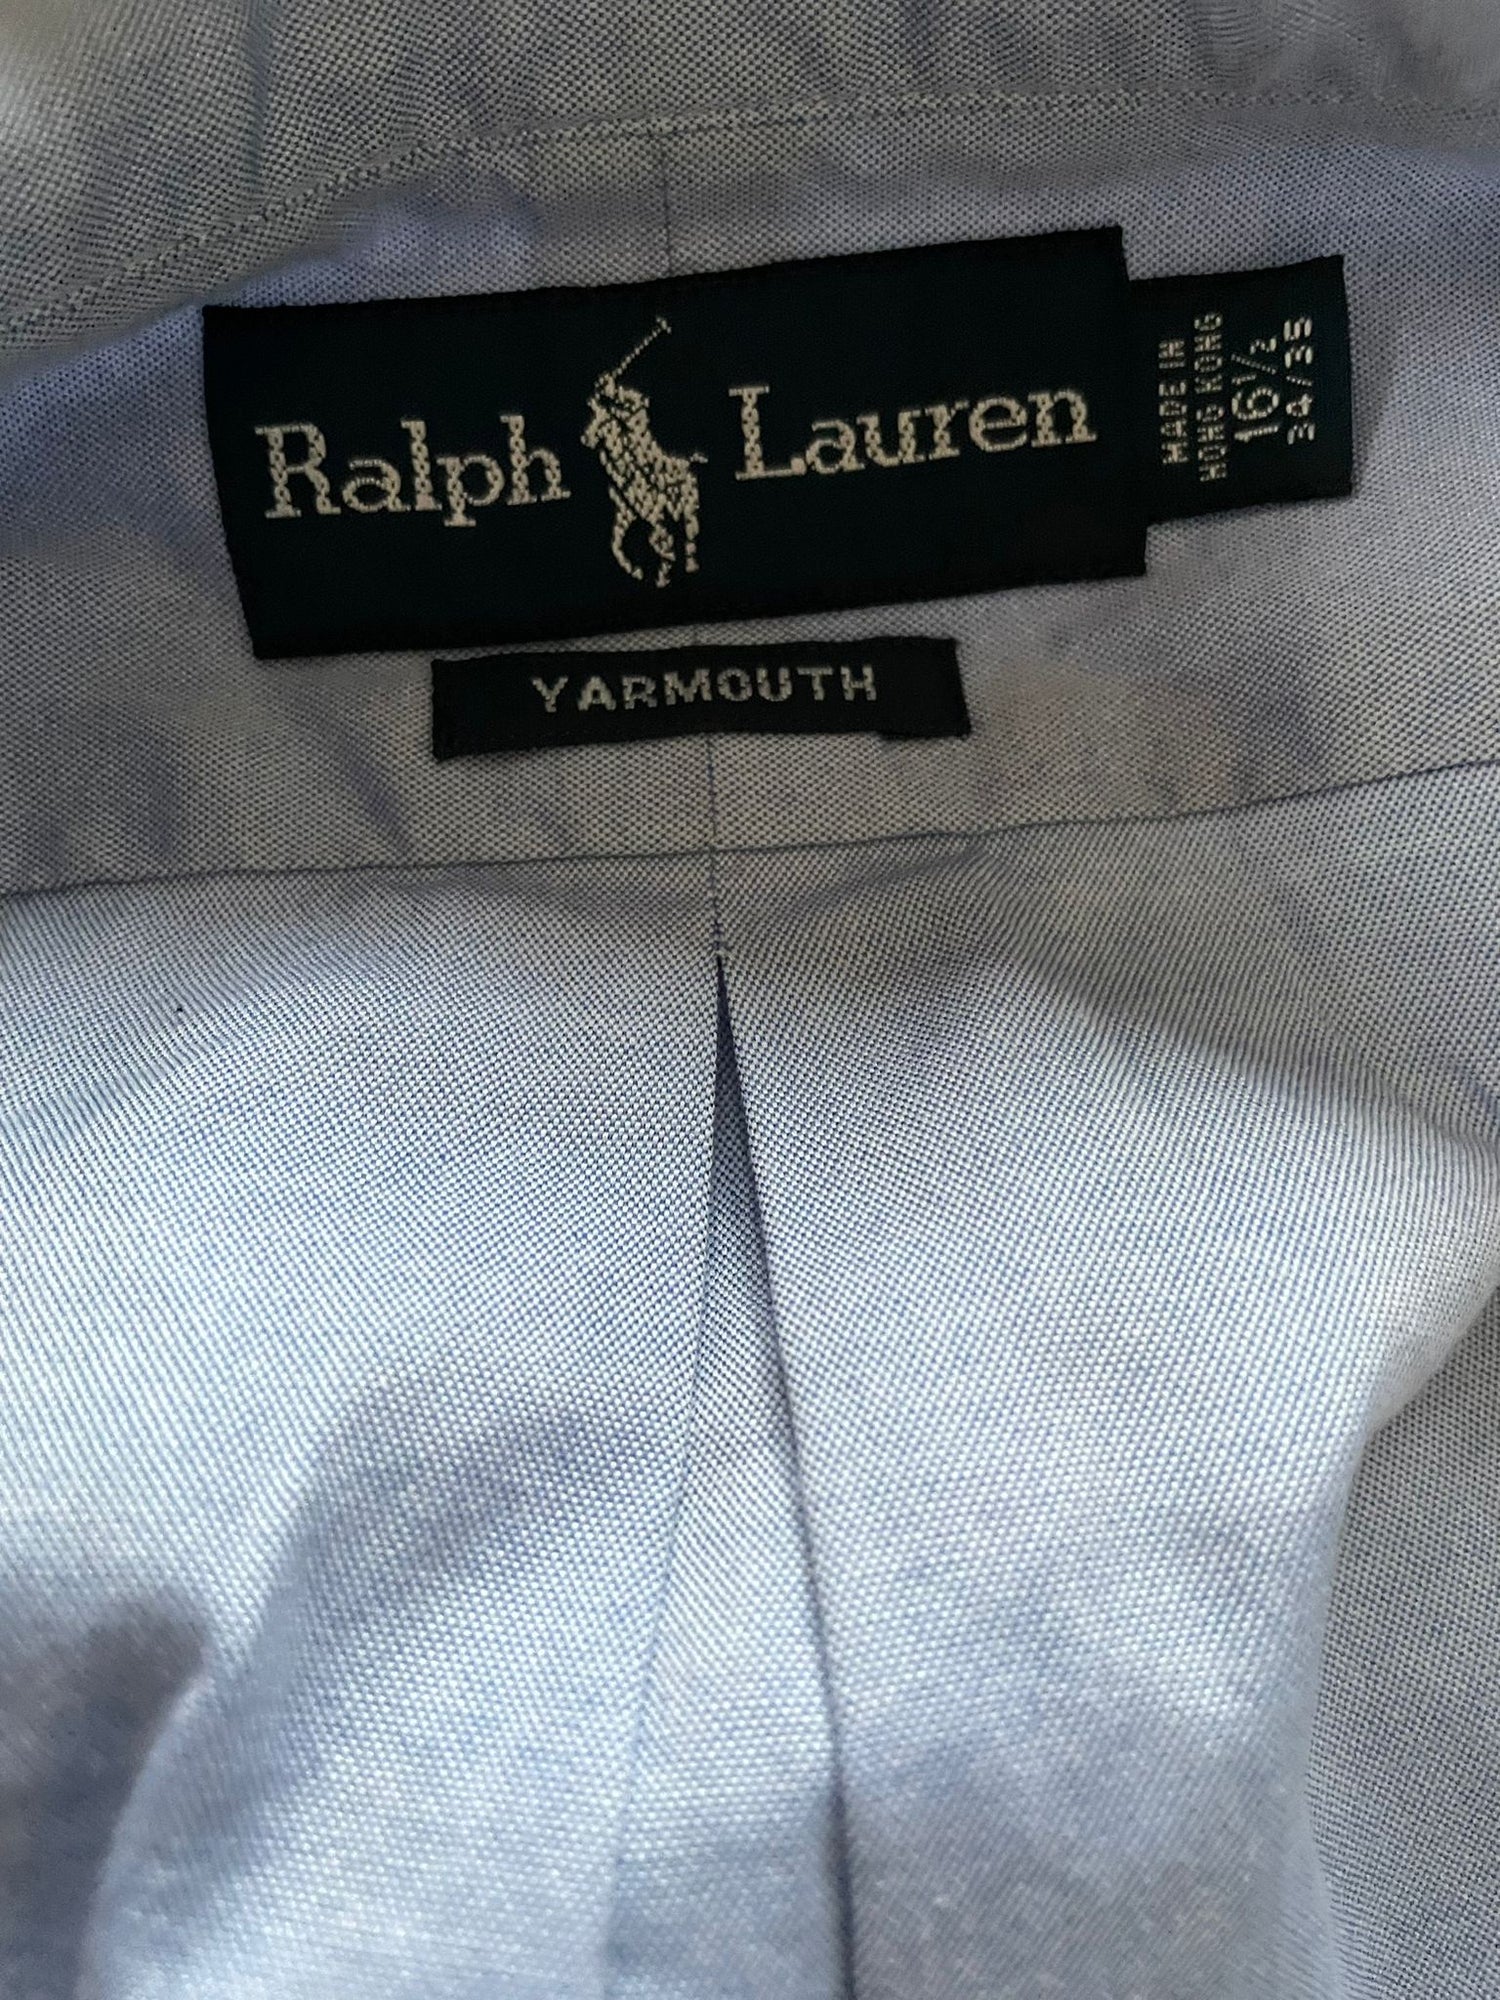 Ralph Lauren
YARMOUTH
MADE IN
HONG KONG
16½
34/35